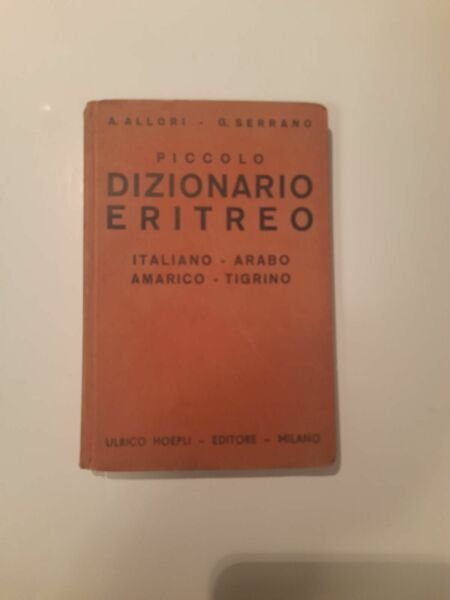 A. ALLORI - G. SERRANO
PICCOLO
DIZIONARIO
ERITREO
ITALIANO - ARABO
AMARICO - TIGRINO
ULRICO HOEPLI - EDITORE - MILANO